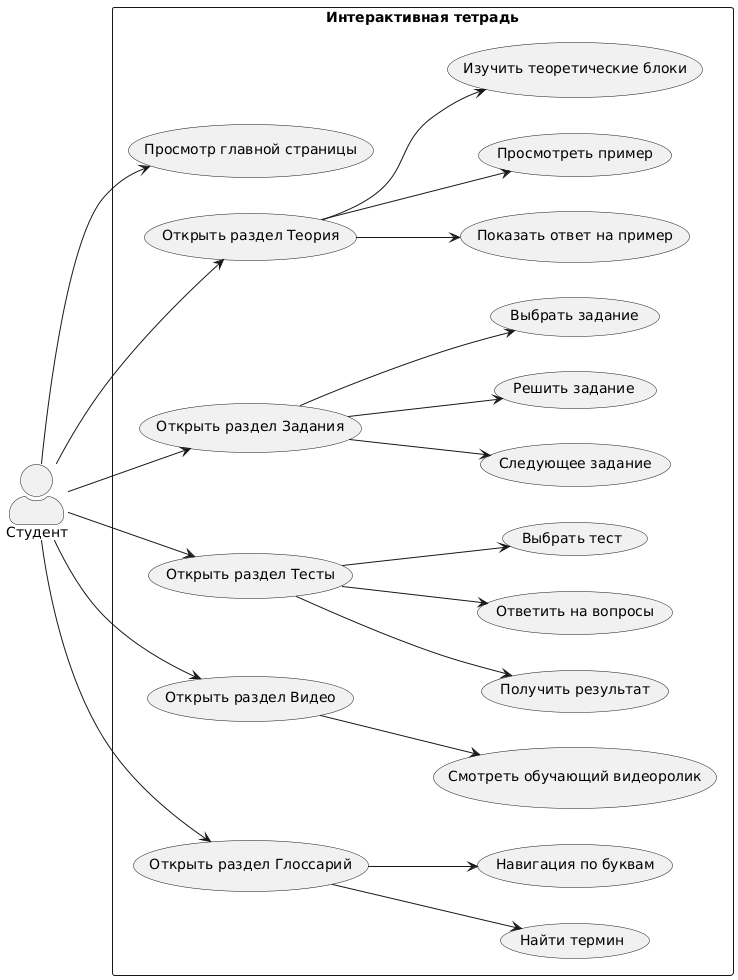 Интерактивная тетрадь
Изучить теоретические блоки
Просмотр главной страницы
Просмотреть пример
Открыть раздел Теория
Показать ответ на пример
Выбрать задание
Решить задание
Открыть раздел Задания
Следующее задание
Студент
Выбрать тест
Открыть раздел Тесты
Ответить на вопросы
Получить результат
Открыть раздел Видео
Смотреть обучающий видеоролик
Открыть раздел Глоссарий
Навигация по буквам
Найти термин